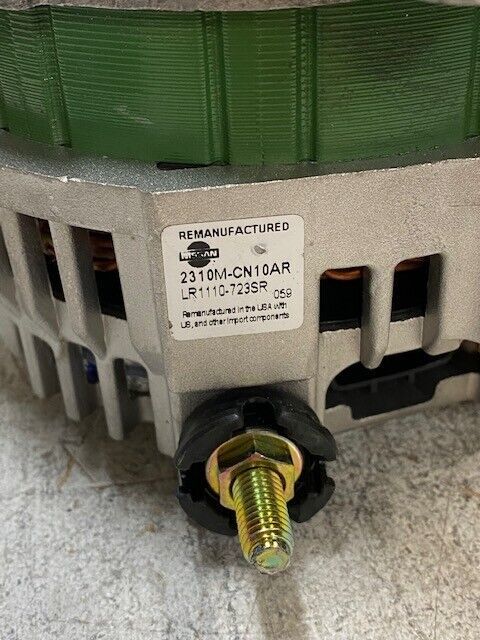 REMANUFACTURED
NISSAN
2310M-CN10AR
LR1110-723SR 059
Remanufactured in the USA with
US, and other import components